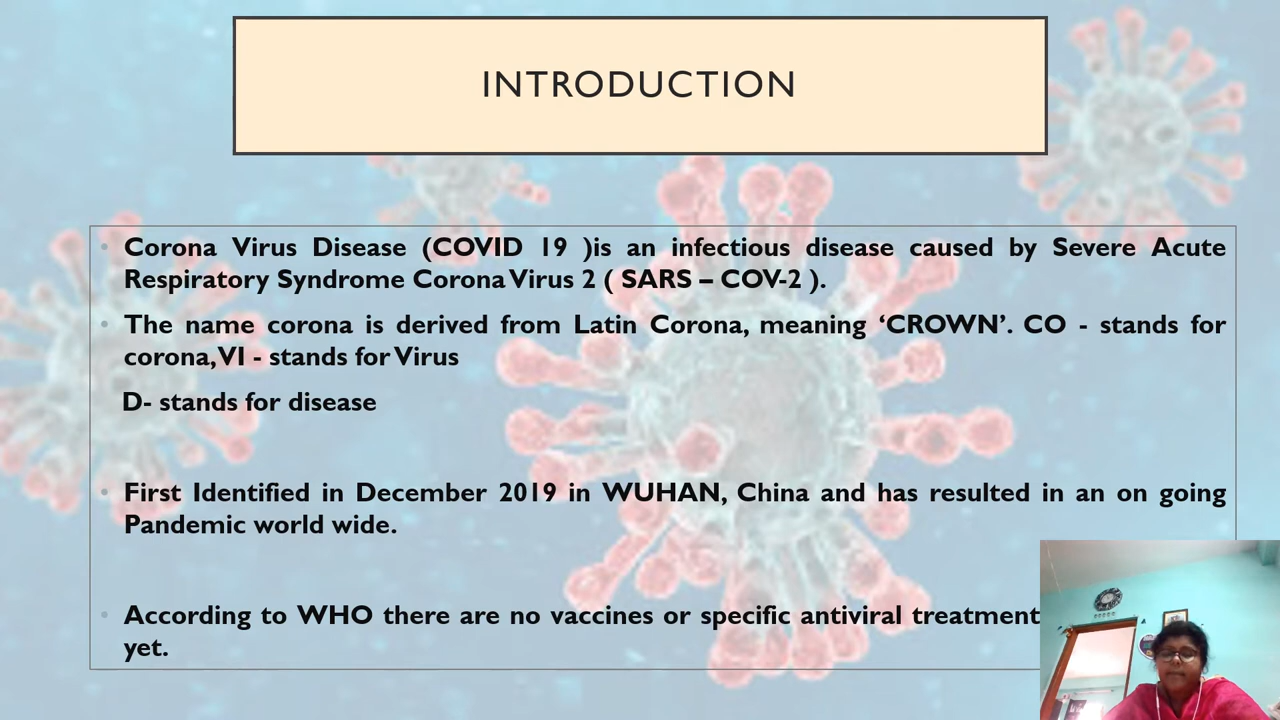 INTRODUCTION
• Corona Virus Disease (COVID 19 )is an infectious disease caused by Severe Acute
Respiratory Syndrome Corona Virus 2 ( SARS – COV-2 ).
• The name corona is derived from Latin Corona, meaning ‘CROWN’. CO - stands for
corona,VI - stands for Virus
D- stands for disease
• First Identified in December 2019 in WUHAN, China and has resulted in an on going
Pandemic world wide.
• According to WHO there are no vaccines or specific antiviral treatment
yet.